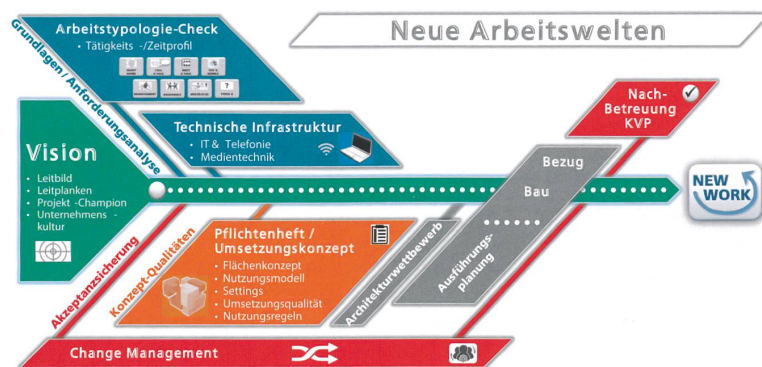 Neue Arbeitswelten
Arbeitstypologie-Check
• Tätigkeits -/Zeitprofil
Grundlagen / Anforderungsanalyse
Technische Infrastruktur
• IT & Telefonie
• Medientechnik
Nach-
Betreuung
KVP
Vision
• Leitbild
• Leitplanken
• Projekt -Champion
• Unternehmens -
kultur
Bezug
Bau
Ausführungs-
planung
NEW
WORK
Akzeptanzsicherung
Konzept-Qualitäten
Pflichtenheft /
Umsetzungskonzept
• Flächenkonzept
• Nutzungsmodell
• Settings
• Umsetzungsqualität
• Nutzungsregeln
Architekturwettbewerb
Change Management